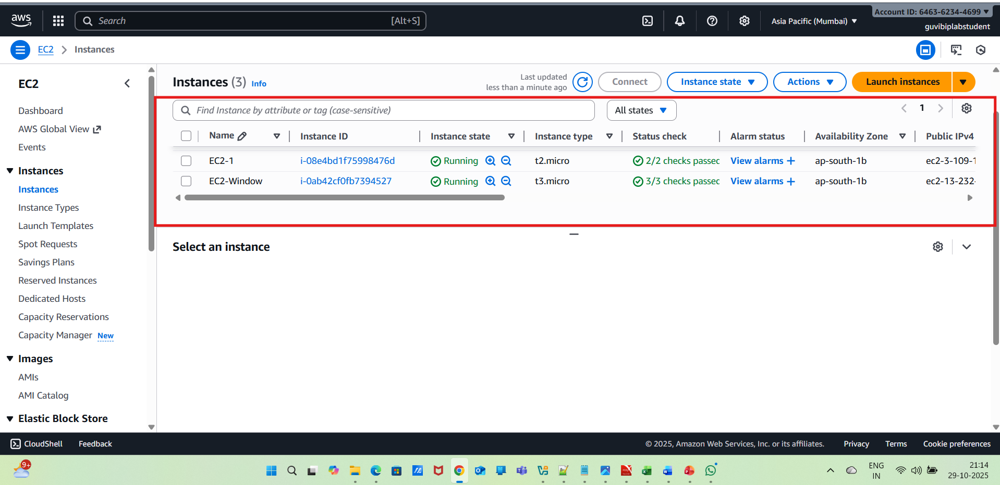 aws
Search [Alt+S]
Asia Pacific (Mumbai)
Account ID: 6463-6234-4699
guvibiplabstudent
EC2 Instances
EC2
Dashboard
AWS Global View
Events
Instances
Instances
Instance Types
Launch Templates
Spot Requests
Savings Plans
Reserved Instances
Dedicated Hosts
Capacity Reservations
Capacity Manager New
Images
AMIs
AMI Catalog
Elastic Block Store
Instances (3) Info
Last updated
less than a minute ago
Connect
Instance state
Actions
Launch instances
Find Instance by attribute or tag (case-sensitive)
All states
1
Name Instance ID Instance state Instance type Status check Alarm status Availability Zone Public IPv4
EC2-1 i-08e4bd1f75998476d Running t2.micro 2/2 checks passed View alarms + ap-south-1b ec2-3-109-1
EC2-Window i-0ab42cf0fb7394527 Running t3.micro 3/3 checks passed View alarms + ap-south-1b ec2-13-232-
Select an instance
CloudShell Feedback
© 2025, Amazon Web Services, Inc. or its affiliates. Privacy Terms Cookie preferences
9+
ENG
IN
21:14
29-10-2025